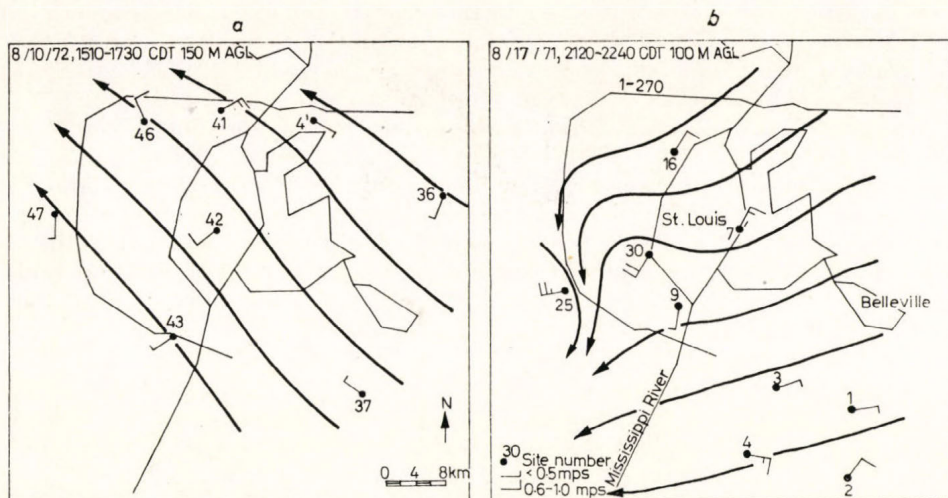 a
8/10/72, 1510-1730 CDT 150 M AGL
46
41
4'
36
47
42
43
37
N
0 4 8km
b
8/17/71, 2120-2240 CDT 100 M AGL
1-270
16
St. Louis
7
30
25
9
Belleville
3
1
Mississippi River
4
2
30 Site number
< 0·5mps
0·6-1·0 mps